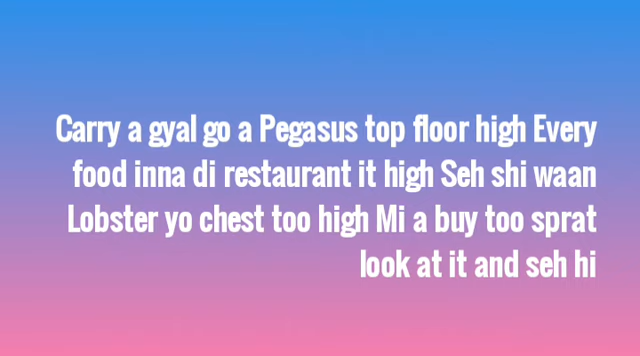 Carry a gyal go a Pegasus top floor high Every
food inna di restaurant it high Seh shi waan
Lobster yo chest too high Mi a buy too sprat
look at it and seh hi